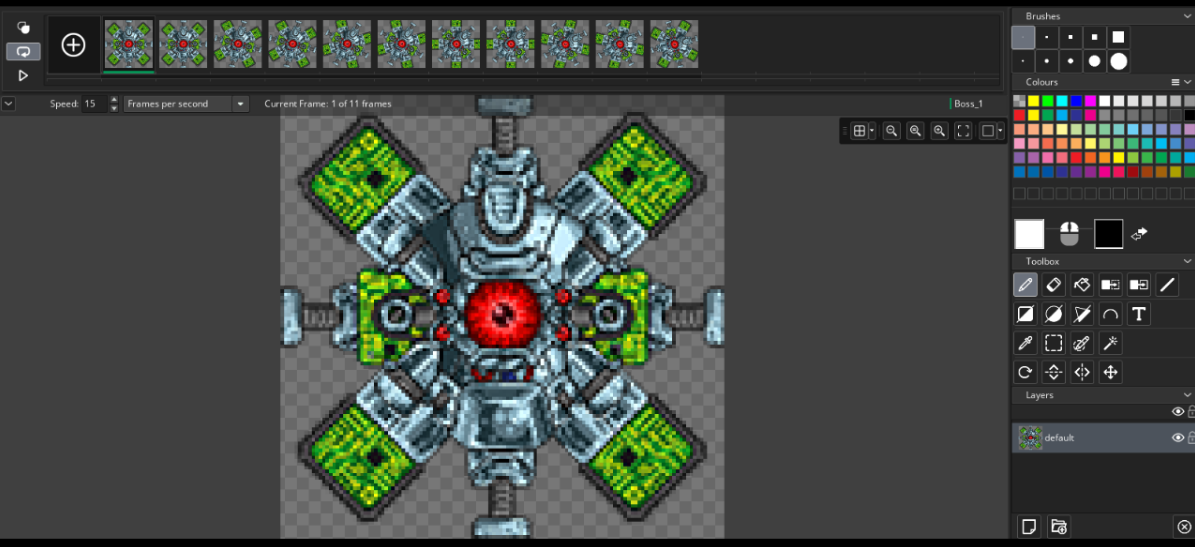 Brushes
Colours
Speed: 15 Frames per second Current Frame: 1 of 11 frames
Boss_1
Toolbox
T
Layers
default